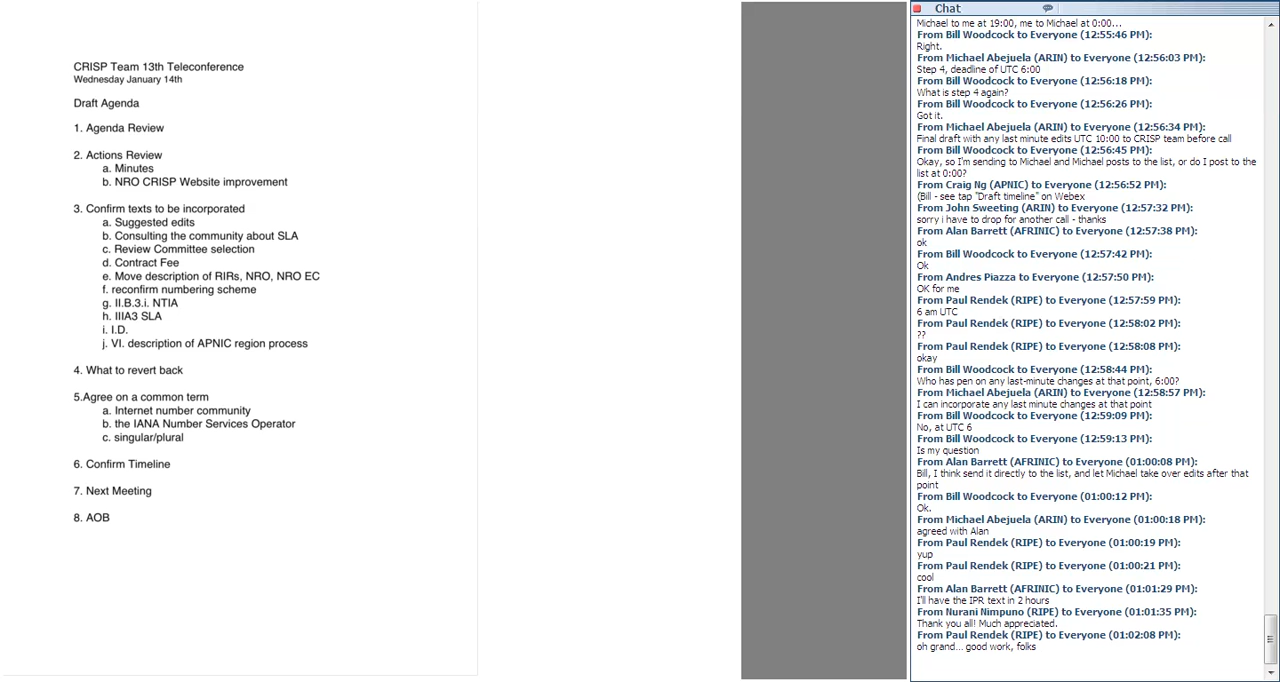 CRISP Team 13th Teleconference
Wednesday January 14th
Draft Agenda
1. Agenda Review
2. Actions Review
a. Minutes
b. NRO CRISP Website improvement
3. Confirm texts to be incorporated
a. Suggested edits
b. Consulting the community about SLA
c. Review Committee selection
d. Contract Fee
e. Move description of RIRs, NRO, NRO EC
f. reconfirm numbering scheme
g. II.B.3.i. NTIA
h. IIIA3 SLA
i. I.D.
j. VI. description of APNIC region process
4. What to revert back
5.Agree on a common term
a. Internet number community
b. the IANA Number Services Operator
c. singular/plural
6. Confirm Timeline
7. Next Meeting
8. AOB
Chat
Michael to me at 19:00, me to Michael at 0:00...
From Bill Woodcock to Everyone (12:55:46 PM):
Right.
From Michael Abejuela (ARIN) to Everyone (12:56:03 PM):
Step 4, deadline of UTC 6:00
From Bill Woodcock to Everyone (12:56:18 PM):
What is step 4 again?
From Bill Woodcock to Everyone (12:56:26 PM):
Got it.
From Michael Abejuela (ARIN) to Everyone (12:56:34 PM):
Final draft with any last minute edits UTC 10:00 to CRISP team before call
From Bill Woodcock to Everyone (12:56:45 PM):
Okay, so I'm sending to Michael and Michael posts to the list, or do I post to the
list at 0:00?
From Craig Ng (APNIC) to Everyone (12:56:52 PM):
(Bill - see tap "Draft timeline" on Webex
From John Sweeting (ARIN) to Everyone (12:57:32 PM):
sorry i have to drop for another call - thanks
From Alan Barrett (AFRINIC) to Everyone (12:57:38 PM):
ok
From Bill Woodcock to Everyone (12:57:42 PM):
Ok
From Andres Piazza to Everyone (12:57:50 PM):
OK for me
From Paul Rendek (RIPE) to Everyone (12:57:59 PM):
6 am UTC
From Paul Rendek (RIPE) to Everyone (12:58:02 PM):
??
From Paul Rendek (RIPE) to Everyone (12:58:08 PM):
okay
From Bill Woodcock to Everyone (12:58:44 PM):
Who has pen on any last-minute changes at that point, 6:00?
From Michael Abejuela (ARIN) to Everyone (12:58:57 PM):
I can incorporate any last minute changes at that point
From Bill Woodcock to Everyone (12:59:09 PM):
No, at UTC 6
From Bill Woodcock to Everyone (12:59:13 PM):
Is my question
From Alan Barrett (AFRINIC) to Everyone (01:00:08 PM):
Bill, I think send it directly to the list, and let Michael take over edits after that
point
From Bill Woodcock to Everyone (01:00:12 PM):
Ok.
From Michael Abejuela (ARIN) to Everyone (01:00:18 PM):
agreed with Alan
From Paul Rendek (RIPE) to Everyone (01:00:19 PM):
yup
From Paul Rendek (RIPE) to Everyone (01:00:21 PM):
cool
From Alan Barrett (AFRINIC) to Everyone (01:01:29 PM):
I'll have the IPR text in 2 hours
From Nurani Nimpuno (RIPE) to Everyone (01:01:35 PM):
Thank you all! Much appreciated.
From Paul Rendek (RIPE) to Everyone (01:02:08 PM):
oh grand... good work, folks